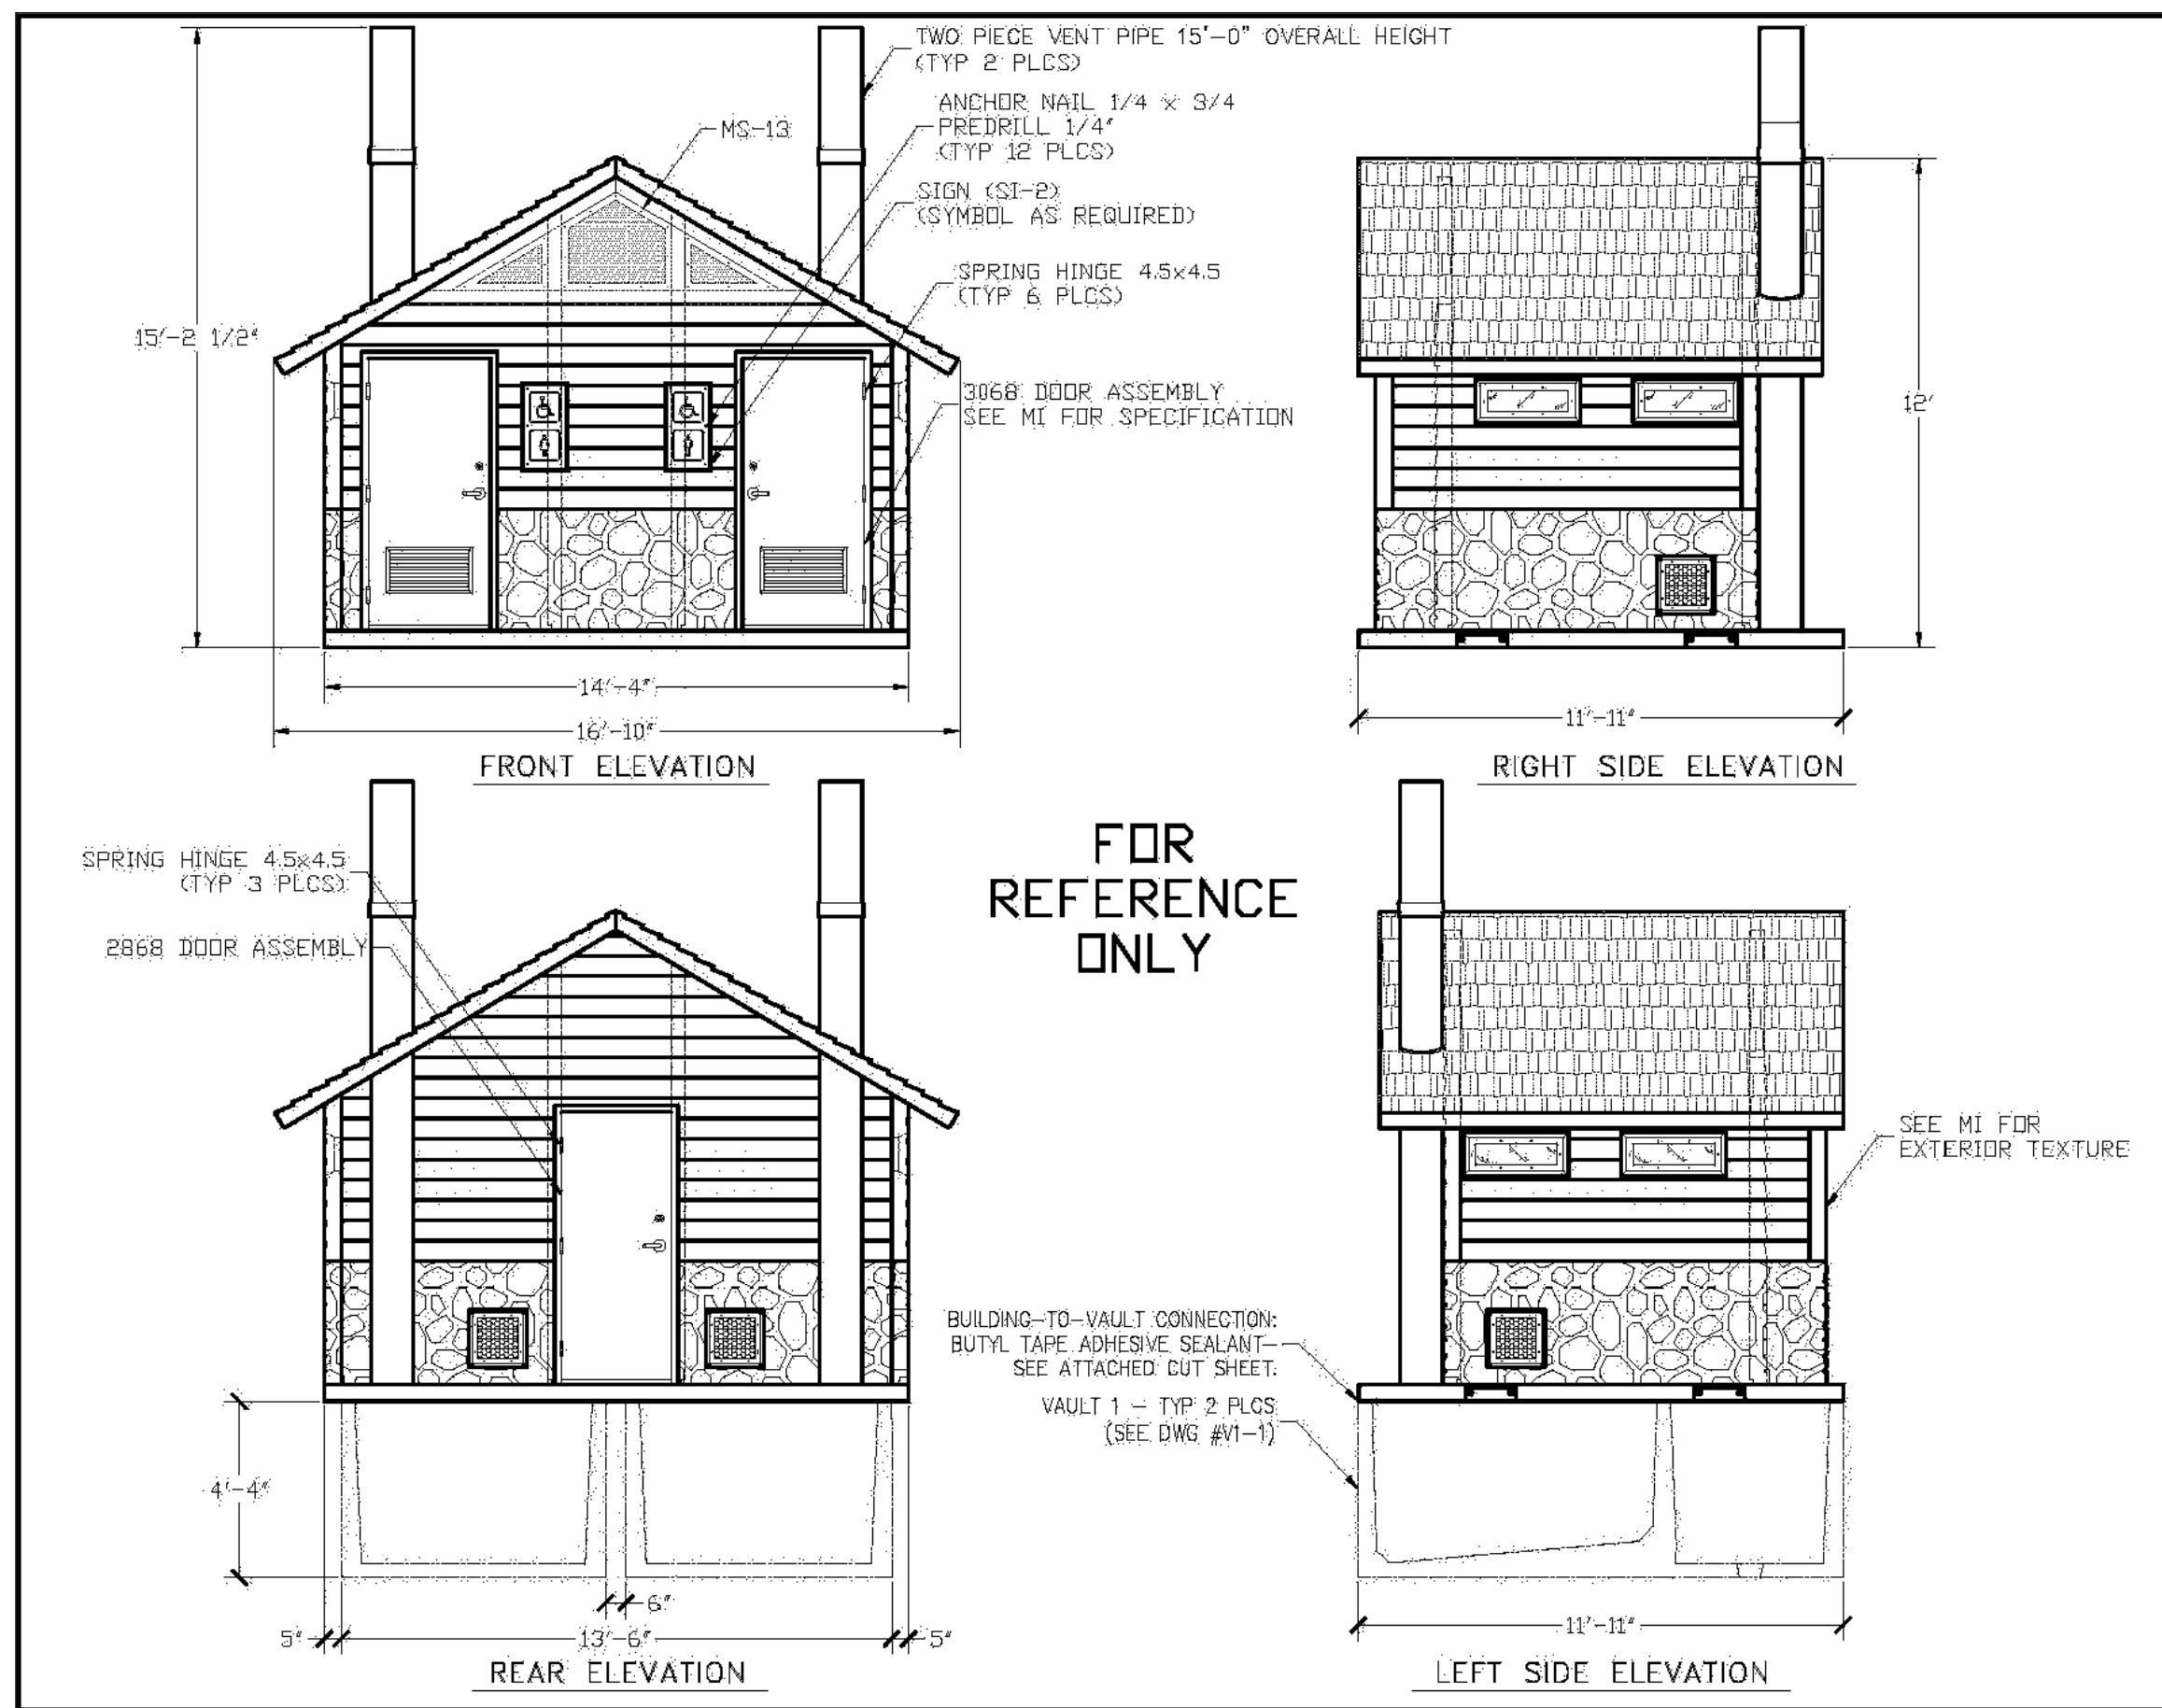 TWO PIECE VENT PIPE 15'-0" OVERALL HEIGHT
(TYP 2 PLCS)
ANCHOR NAIL 1/4 x 3/4
PREDRILL 1/4"
(TYP 12 PLCS)
MS-13
SIGN (SI-2)
(SYMBOL AS REQUIRED)
SPRING HINGE 4.5x4.5
(TYP 6 PLCS)
15'-2 1/2"
3068 DOOR ASSEMBLY
SEE MI FOR SPECIFICATION
12'
14'-4"
16'-10"
11'-11"
FRONT ELEVATION
RIGHT SIDE ELEVATION
FOR
REFERENCE
ONLY
SPRING HINGE 4.5x4.5
(TYP 3 PLCS)
2868 DOOR ASSEMBLY
SEE MI FOR
EXTERIOR TEXTURE
BUILDING-TO-VAULT CONNECTION:
BUTYL TAPE ADHESIVE SEALANT-
SEE ATTACHED CUT SHEET.
VAULT 1 - TYP 2 PLCS
(SEE DWG #V1-1)
4'-4"
6"
5"
13'-6"
5"
11'-11"
REAR ELEVATION
LEFT SIDE ELEVATION